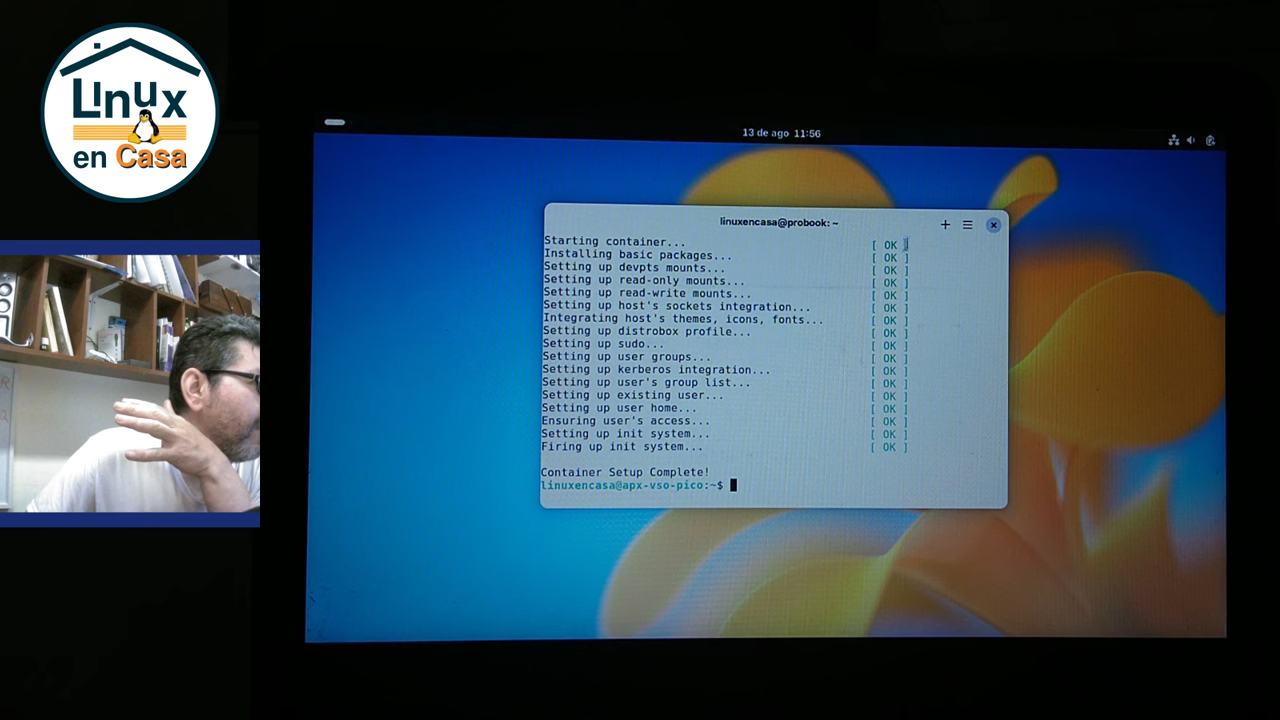 Linux
en Casa
13 de ago 11:56
linuxencasa@probook: ~
Starting container... [ OK ]
Installing basic packages... [ OK ]
Setting up devpts mounts... [ OK ]
Setting up read-only mounts... [ OK ]
Setting up read-write mounts... [ OK ]
Setting up host's sockets integration... [ OK ]
Integrating host's themes, icons, fonts... [ OK ]
Setting up distrobox profile... [ OK ]
Setting up sudo... [ OK ]
Setting up user groups... [ OK ]
Setting up kerberos integration... [ OK ]
Setting up user's group list... [ OK ]
Setting up existing user... [ OK ]
Setting up user home... [ OK ]
Ensuring user's access... [ OK ]
Setting up init system... [ OK ]
Firing up init system... [ OK ]
Container Setup Complete!
linuxencasa@apx-vso-pico:~$